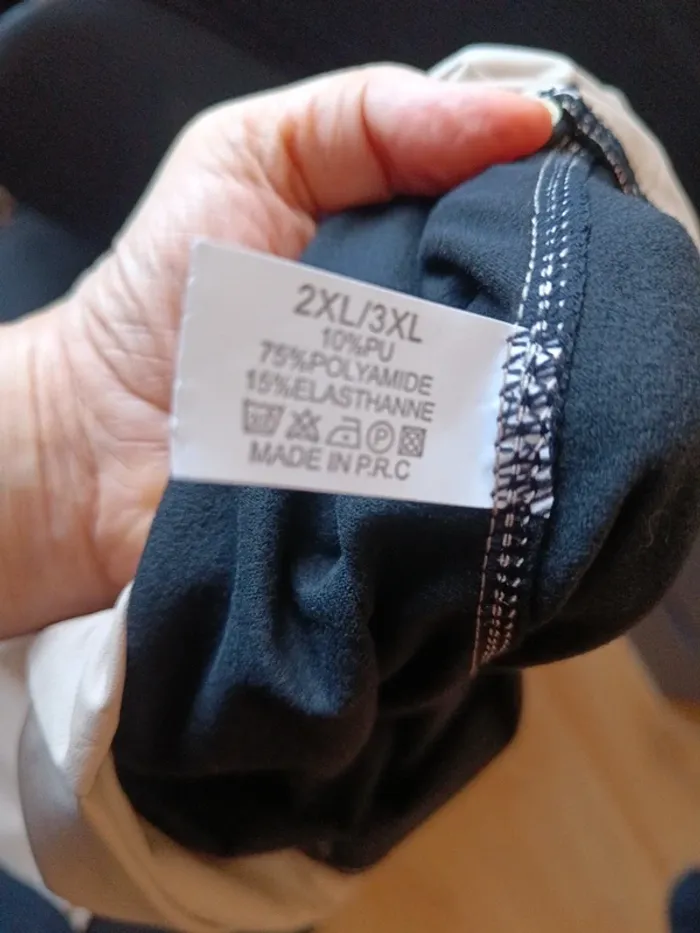 2XL/3XL
10%PU
75%POLYAMIDE
15%ELASTHANNE
P
MADE IN P.R.C